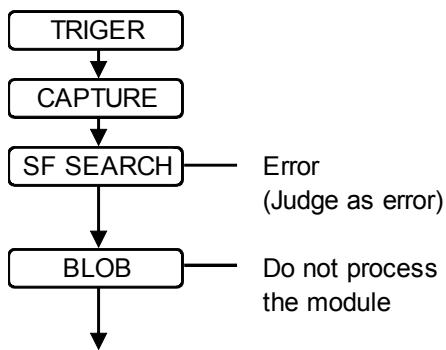 TRIGER
CAPTURE
SF SEARCH
Error
(Judge as error)
BLOB
Do not process
the module